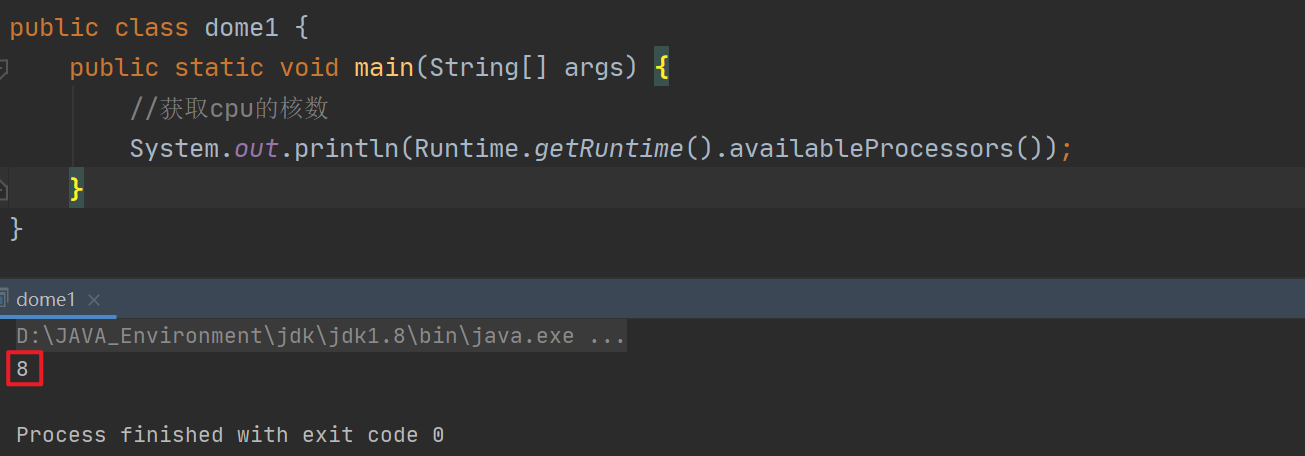 public class dome1 {
public static void main(String[] args) {
//获取cpu的核数
System.out.println(Runtime.getRuntime().availableProcessors());
}
}
dome1
D:\JAVA_Environment\jdk\jdk1.8\bin\java.exe ...
8
Process finished with exit code 0